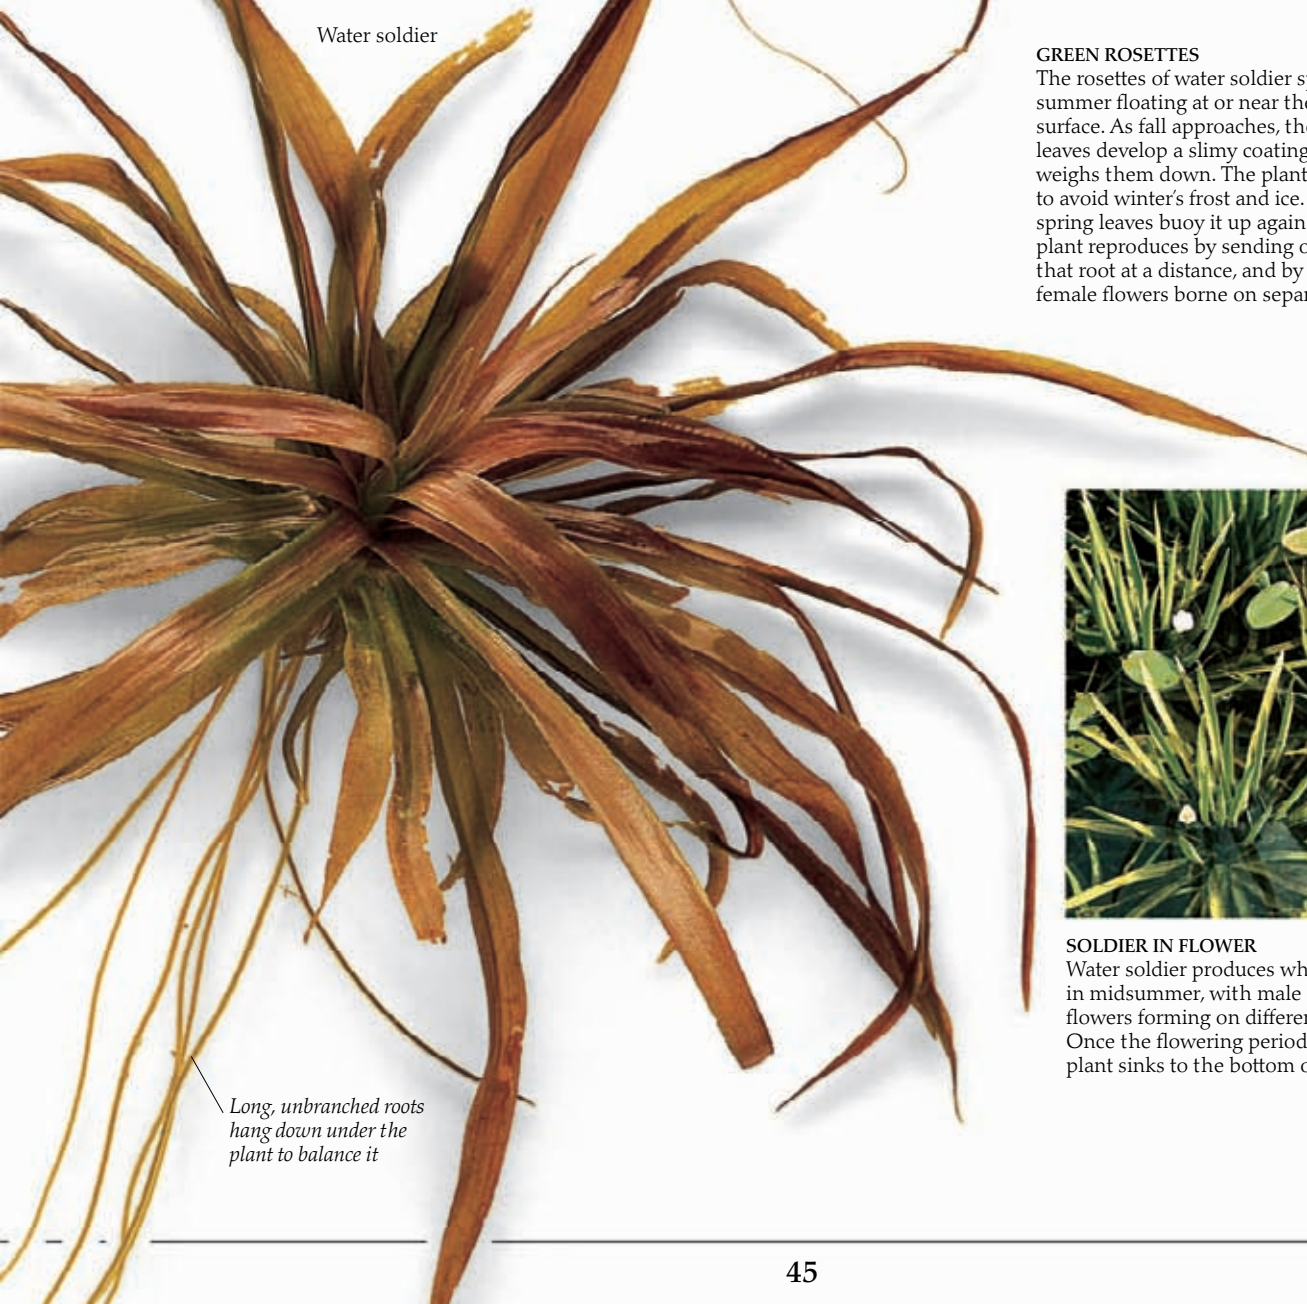 Water soldier
GREEN ROSETTES
The rosettes of water soldier
summer floating at or near the
surface. As fall approaches, the
leaves develop a slimy coating
weighs them down. The plant
to avoid winter's frost and ice.
spring leaves buoy it up again
plant reproduces by sending
that root at a distance, and by
female flowers borne on
SOLDIER IN FLOWER
Water soldier produces
in midsummer, with male
flowers forming on
Once the flowering period
plant sinks to the bottom
Long, unbranched roots
hang down under the
plant to balance it
45